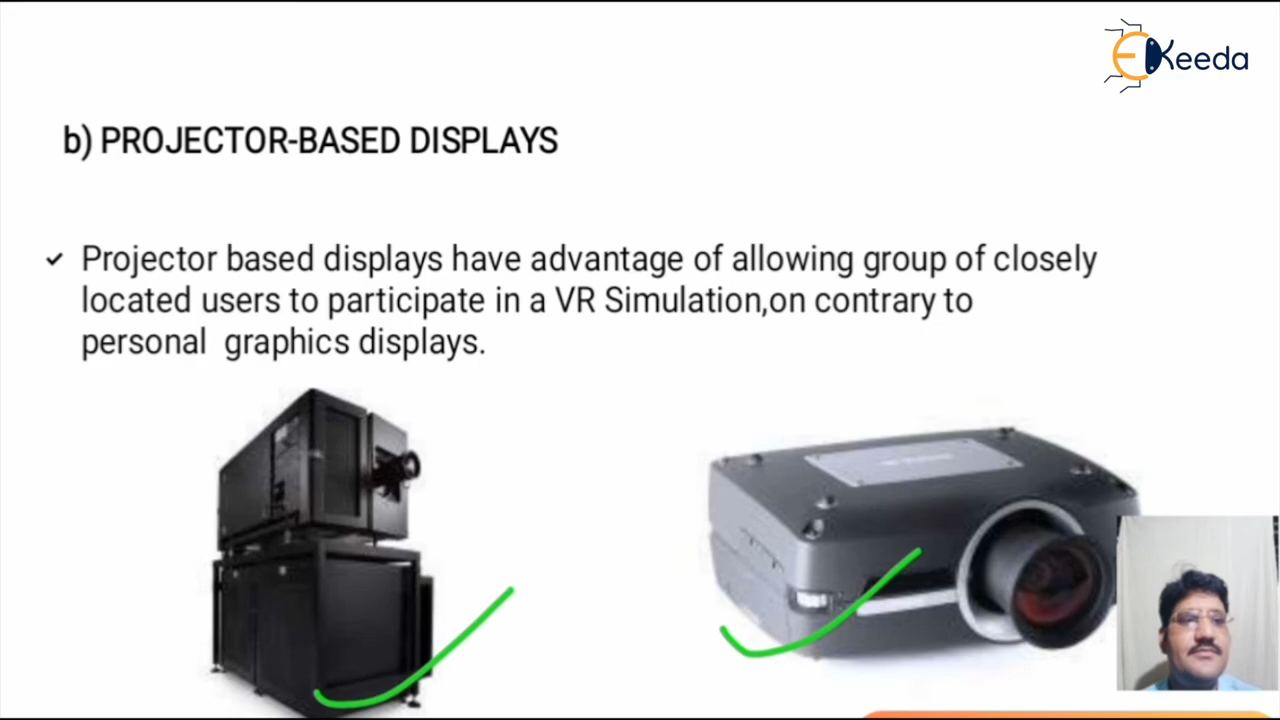 EKeeda
b) PROJECTOR-BASED DISPLAYS
Projector based displays have advantage of allowing group of closely
located users to participate in a VR Simulation,on contrary to
personal graphics displays.